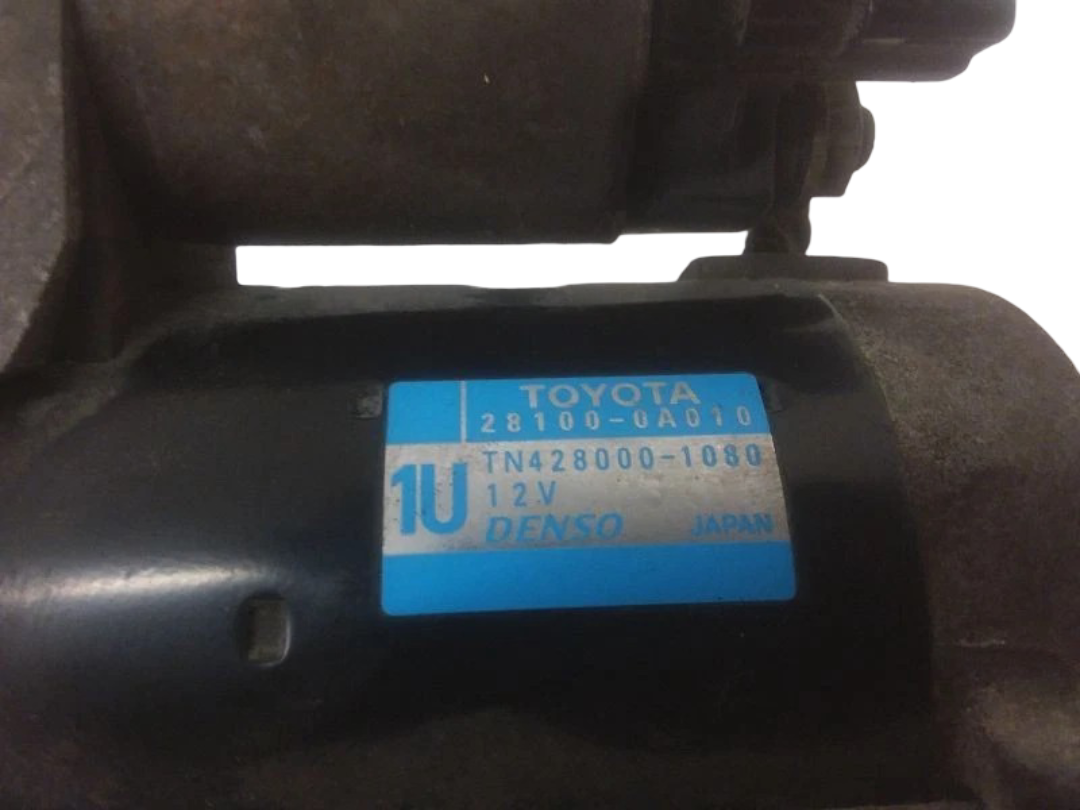 TOYOTA
28100-0A010
1U
TN428000-1080
12V
DENSO JAPAN